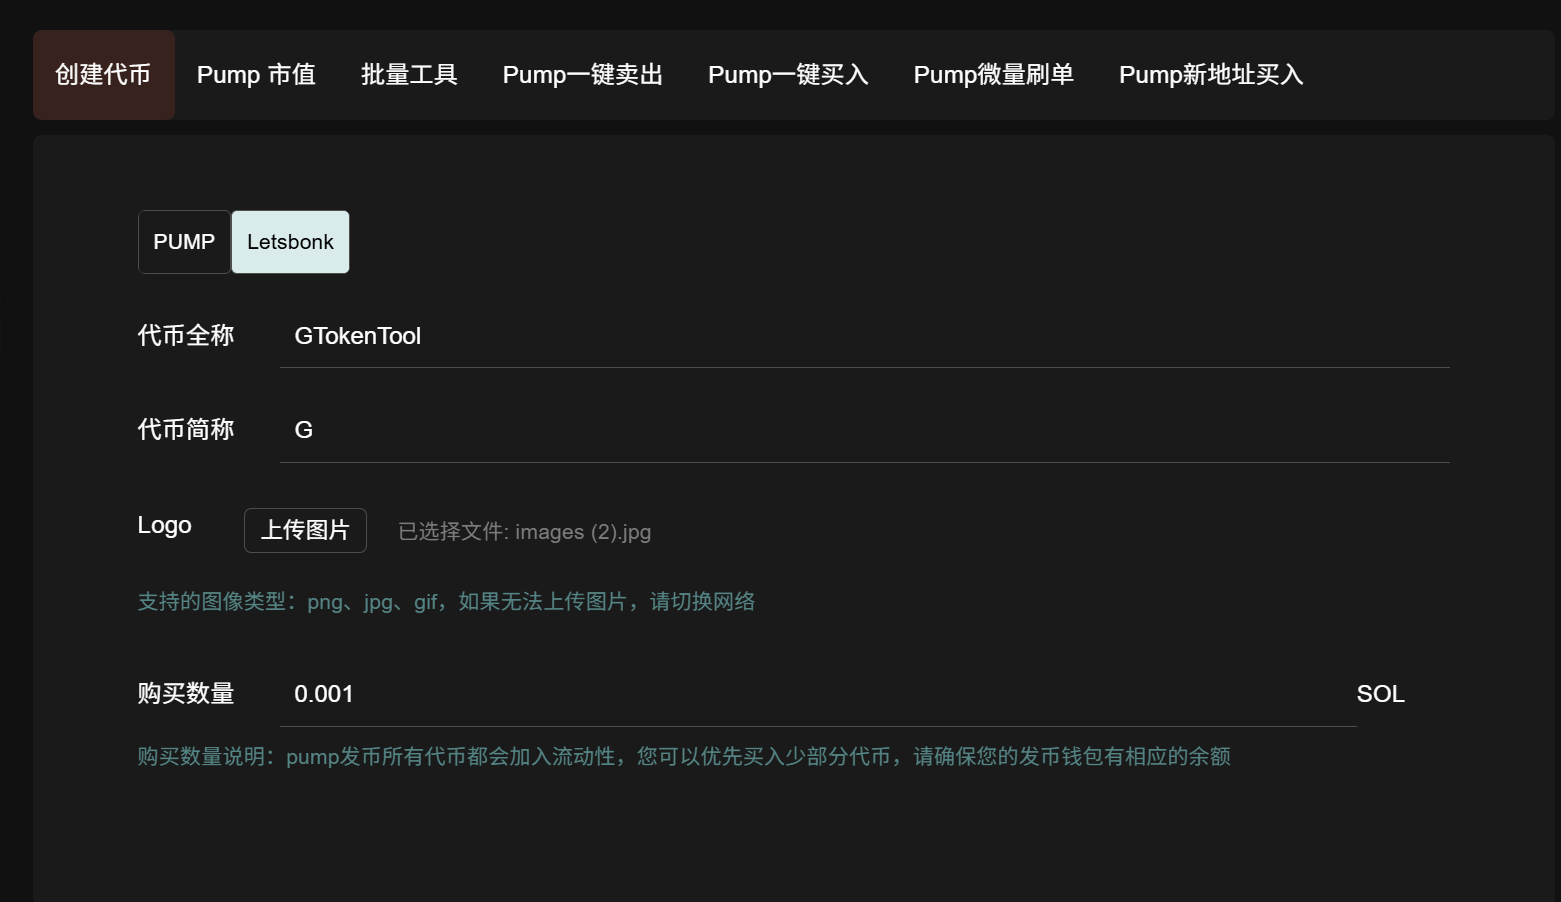 创建代币 Pump 市值 批量工具 Pump一键卖出 Pump一键买入 Pump微量刷单 Pump新地址买入
PUMP Letsbonk
代币全称 GTokenTool
代币简称 G
Logo 上传图片 已选择文件: images (2).jpg
支持的图像类型：png、jpg、gif，如果无法上传图片，请切换网络
购买数量 0.001 SOL
购买数量说明：pump发币所有代币都会加入流动性，您可以优先买入少部分代币，请确保您的发币钱包有相应的余额